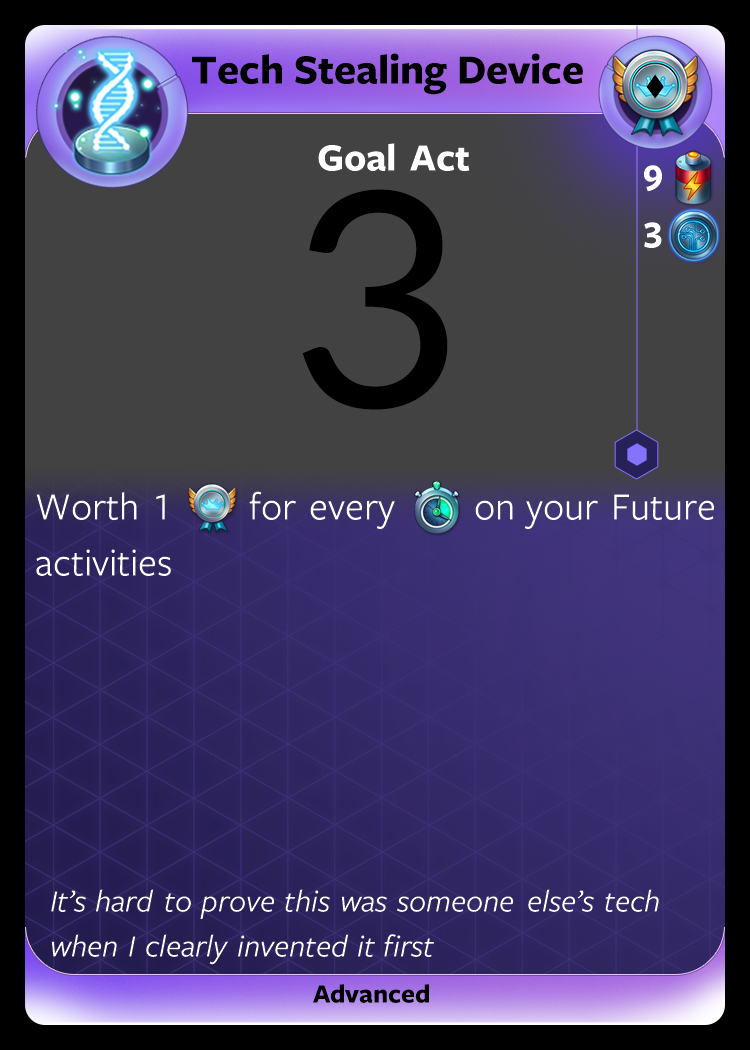 Tech Stealing Device
Goal Act
9
3
3
Worth 1 for every on your Future
activities
It's hard to prove this was someone else's tech
when I clearly invented it first
Advanced